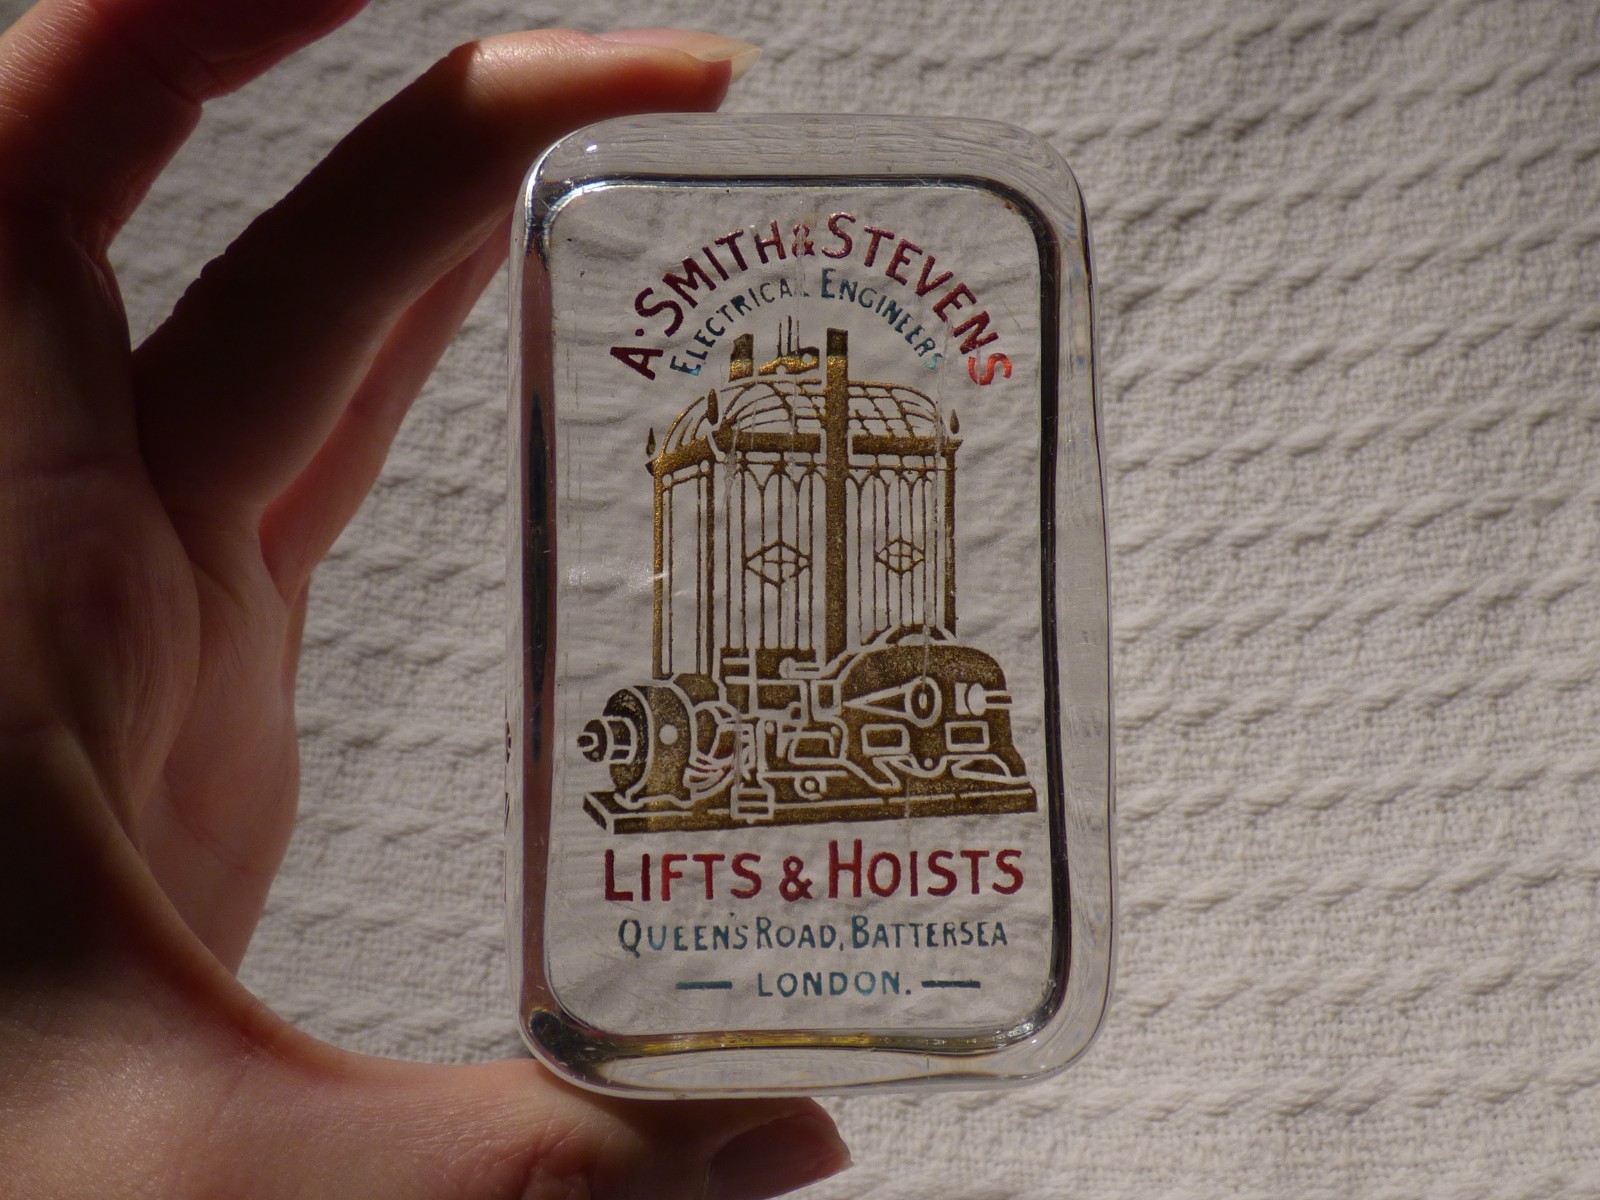 A. SMITH & STEVENS
ELECTRICAL ENGINEERS
LIFTS & HOISTS
QUEEN'S ROAD, BATTERSEA
— LONDON. —